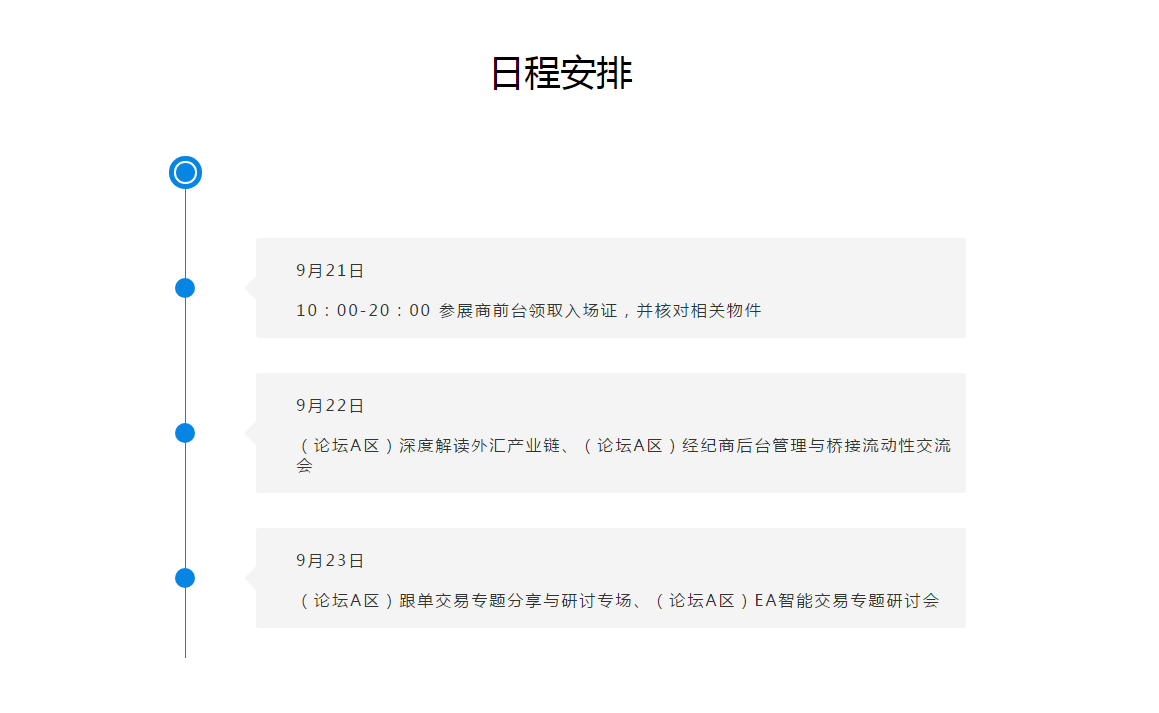 日程安排
9月21日
10：00-20：00 参展商前台领取入场证，并核对相关物件
9月22日
（论坛A区）深度解读外汇产业链、（论坛A区）经纪商后台管理与桥接流动性交流
会
9月23日
（论坛A区）跟单交易专题分享与研讨专场、（论坛A区）EA智能交易专题研讨会